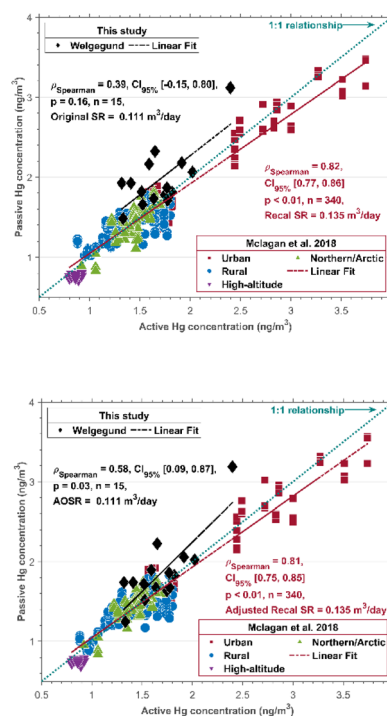 This study
Welgegund
Linear Fit
1:1 relationship
ρSpearman = 0.39, CI95% [-0.15, 0.80],
p = 0.16, n = 15,
Original SR = 0.111 m³/day
ρSpearman = 0.82,
CI95% [0.77, 0.86]
p < 0.01, n = 340,
Recal SR = 0.135 m³/day
Mclagan et al. 2018
Urban
Northern/Arctic
Rural
Linear Fit
High-altitude
Passive Hg concentration (ng/m³)
4
3
2
1
0
0.5 1 1.5 2 2.5 3 3.5 4
Active Hg concentration (ng/m³)
This study
Welgegund
Linear Fit
1:1 relationship
ρSpearman = 0.58, CI95% [0.09, 0.87],
p = 0.03, n = 15,
AOSR = 0.111 m³/day
ρSpearman = 0.81,
CI95% [0.75, 0.85]
p < 0.01, n = 340,
Adjusted Recal SR = 0.135 m³/day
Mclagan et al. 2018
Urban
Northern/Arctic
Rural
Linear Fit
High-altitude
Passive Hg concentration (ng/m³)
4
3
2
1
0
0.5 1 1.5 2 2.5 3 3.5 4
Active Hg concentration (ng/m³)